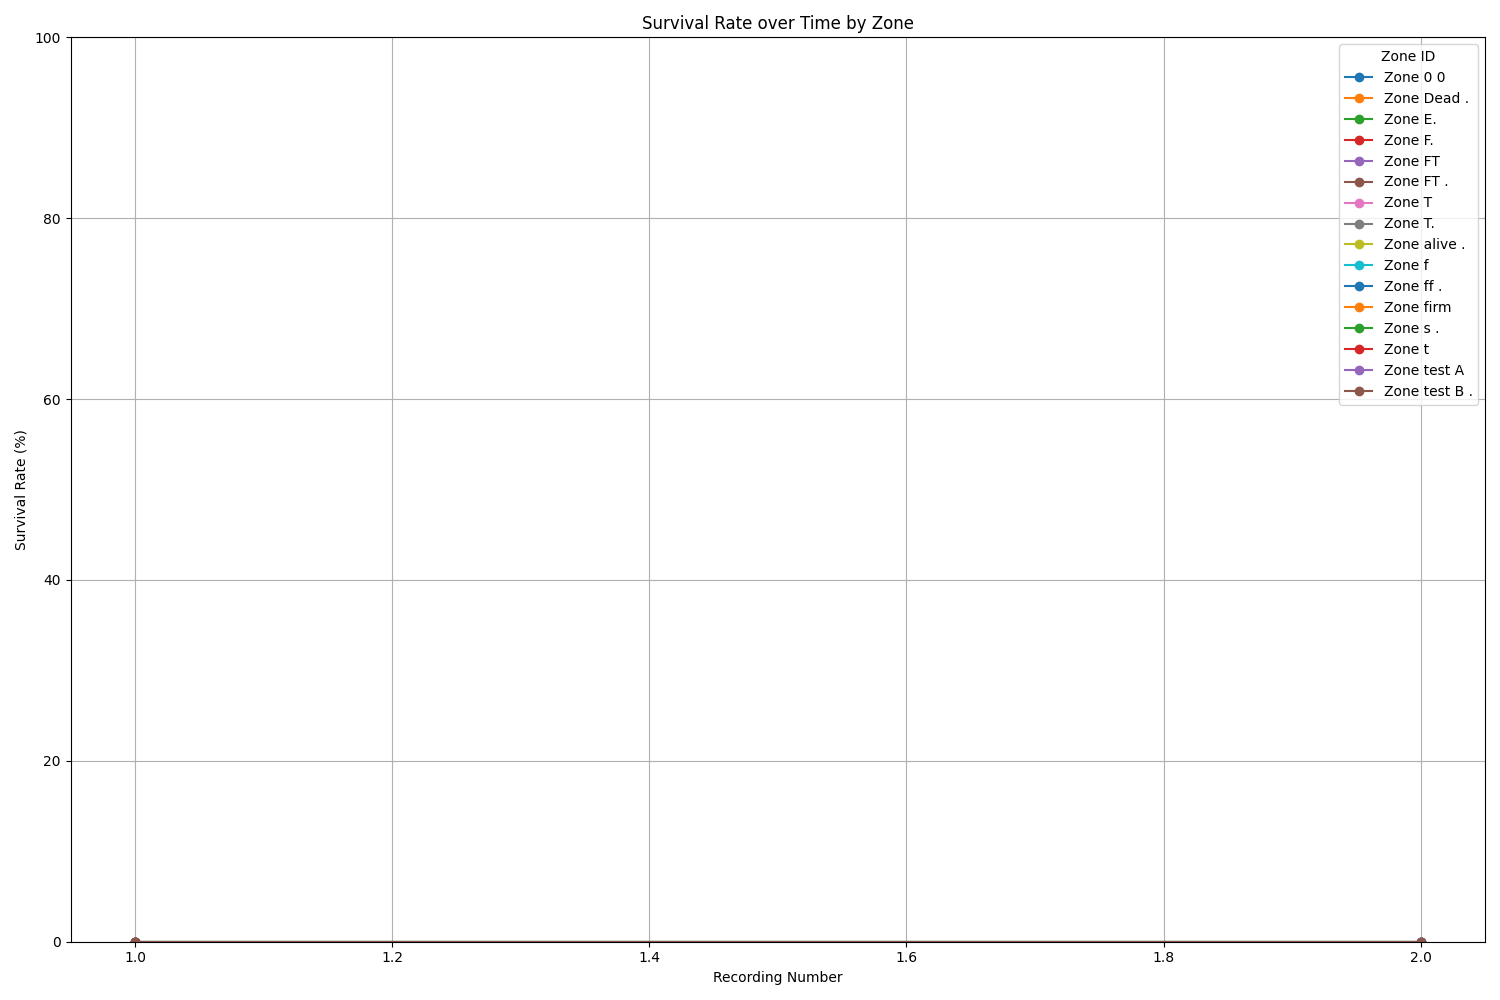 Survival Rate over Time by Zone
100
80
60
40
20
0
Survival Rate (%)
Zone ID
Zone 0 0
Zone Dead .
Zone E.
Zone F.
Zone FT
Zone FT .
Zone T
Zone T.
Zone alive .
Zone f
Zone ff .
Zone firm
Zone s .
Zone t
Zone test A
Zone test B .
1.0 1.2 1.4 1.6 1.8 2.0
Recording Number